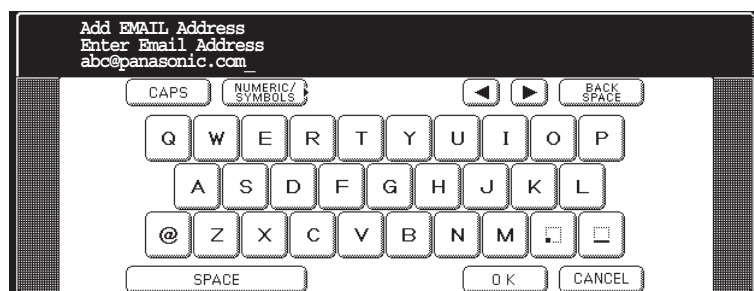 Add EMAIL Address
Enter Email Address
abc@panasonic.com_
CAPS NUMERIC/ SYMBOLS ◀ ▶ BACK SPACE
Q W E R T Y U I O P
A S D F G H J K L
@ Z X C V B N M . _
SPACE OK CANCEL